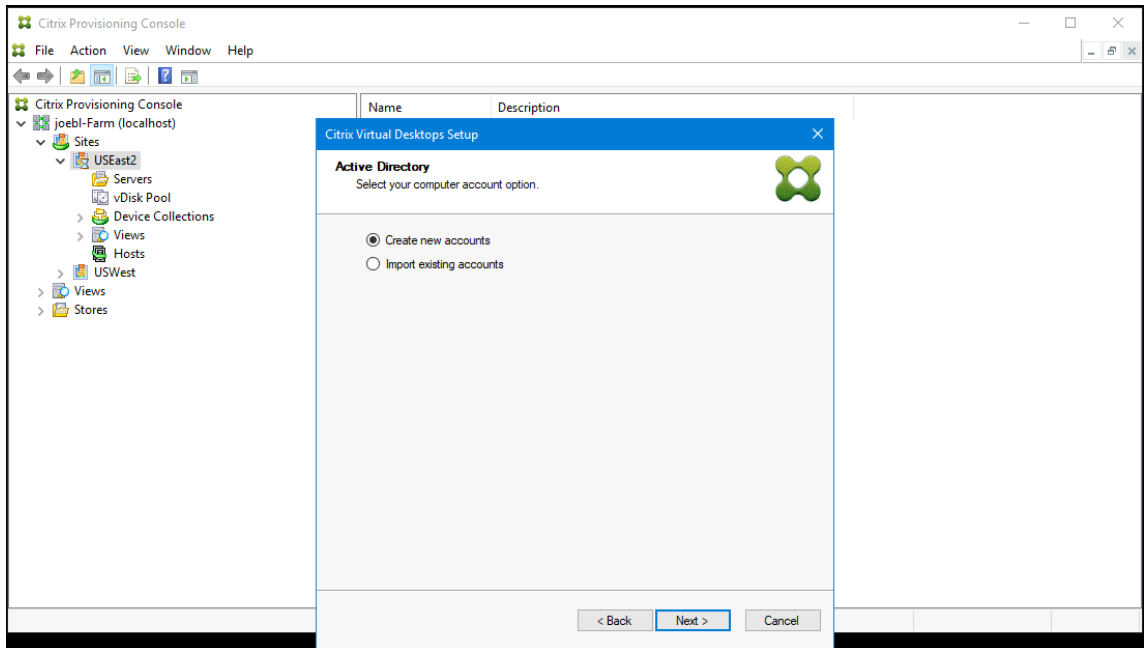 Citrix Provisioning Console
File Action View Window Help
Citrix Provisioning Console
joebl-Farm (localhost)
Sites
USEast2
Servers
vDisk Pool
Device Collections
Views
Hosts
USWest
Views
Stores
Name Description
Citrix Virtual Desktops Setup
Active Directory
Select your computer account option.
Create new accounts
Import existing accounts
< Back Next > Cancel